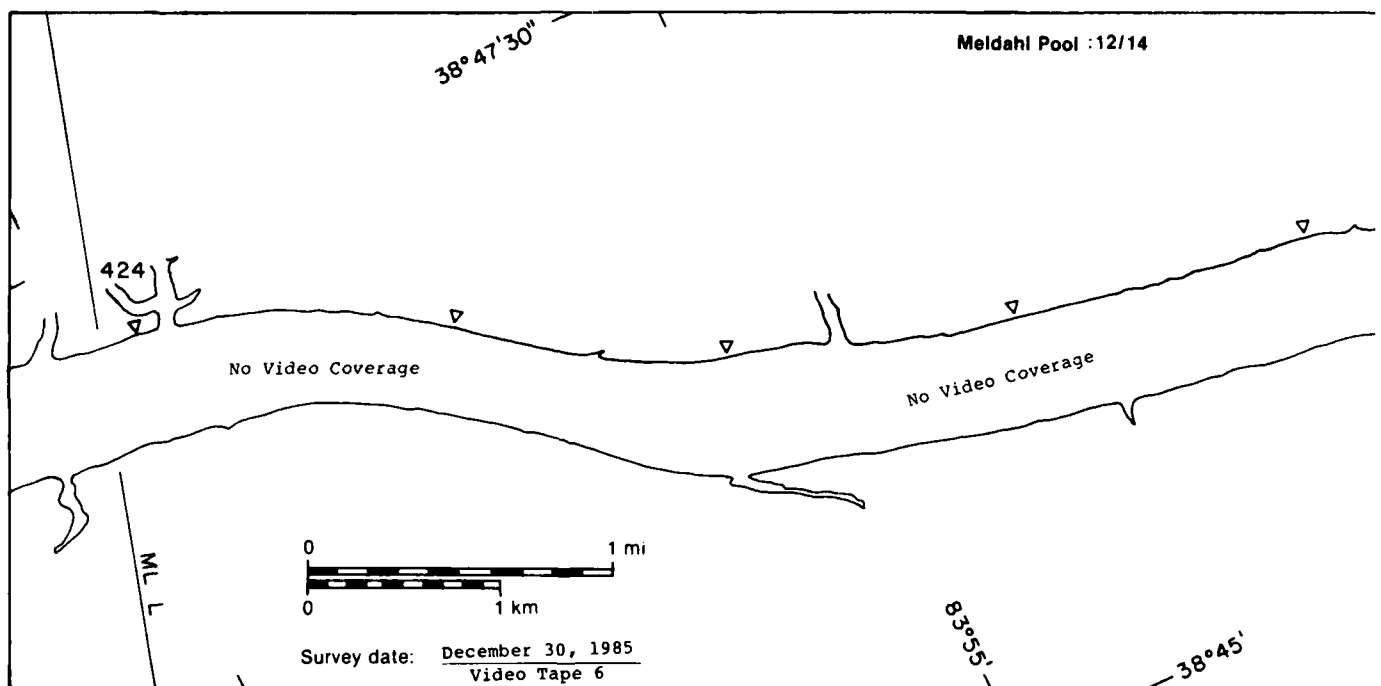 Meldahl Pool :12/14
38°47'30"
424
No Video Coverage
No Video Coverage
ML L
0 1 mi
0 1 km
83°55'
38°45'
Survey date: December 30, 1985
Video Tape 6